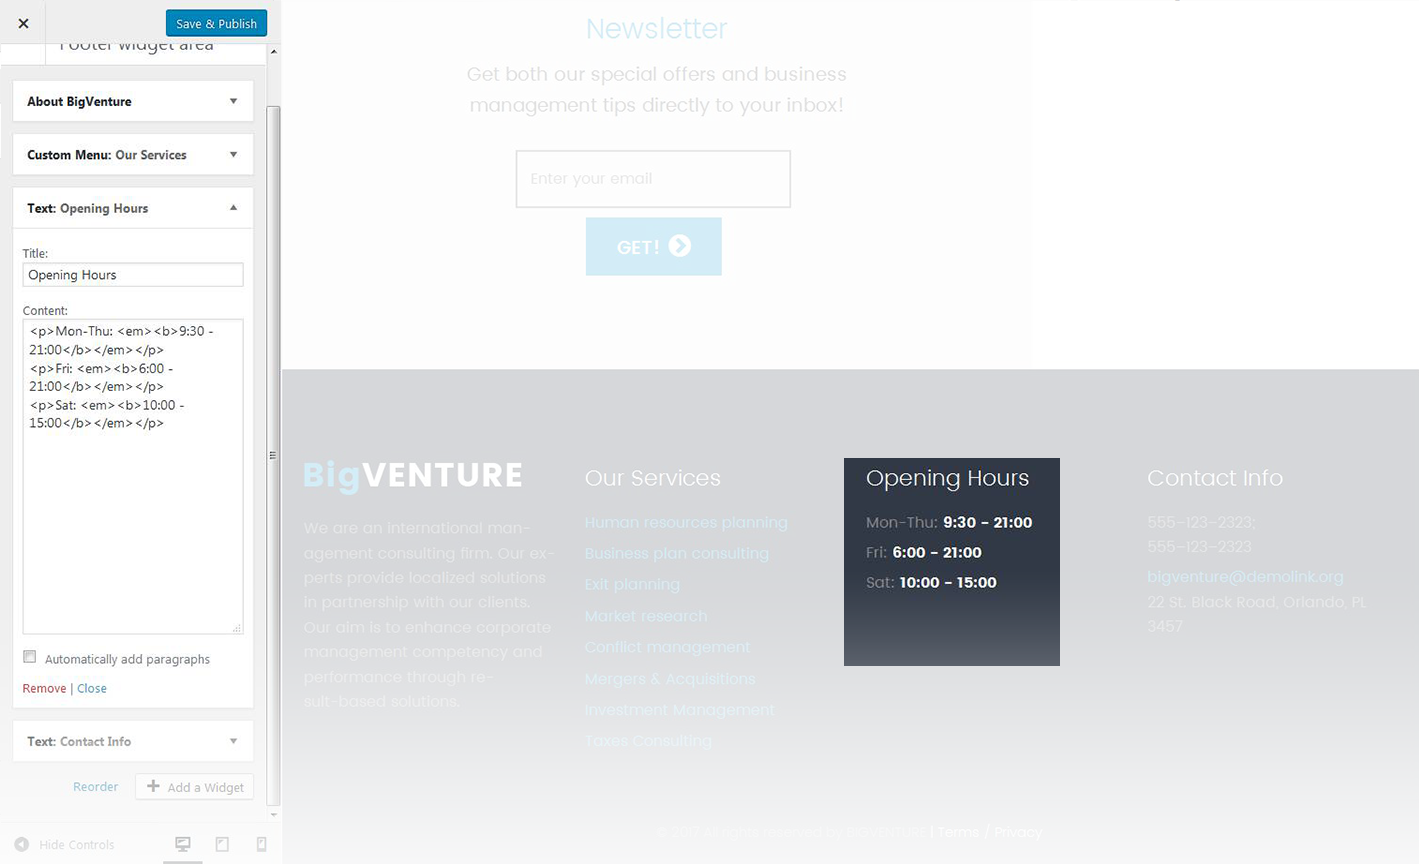 Save & Publish
Footer widget area
About BigVenture
Custom Menu: Our Services
Text: Opening Hours
Title:
Opening Hours
Content:
<p>Mon-Thu: <em><b>9:30 -
21:00</b></em></p>
<p>Fri: <em><b>6:00 -
21:00</b></em></p>
<p>Sat: <em><b>10:00 -
15:00</b></em></p>
Automatically add paragraphs
Remove | Close
Text: Contact Info
Reorder
Add a Widget
Hide Controls
Newsletter
Get both our special offers and business
management tips directly to your inbox!
Enter your email
GET!
BigVENTURE
We are an international man-
agement consulting firm. Our ex-
perts provide localized solutions
in partnership with our clients.
Our aim is to enhance corporate
management competency and
performance through re-
sult-based solutions.
Our Services
Human resources planning
Business plan consulting
Exit planning
Market research
Conflict management
Mergers & Acquisitions
Investment Management
Taxes Consulting
Opening Hours
Mon-Thu: 9:30 - 21:00
Fri: 6:00 - 21:00
Sat: 10:00 - 15:00
Contact Info
555-123-2323;
555-123-2323
bigventure@demolink.org
22 St. Black Road, Orlando, PL
3457
| Terms / Privacy